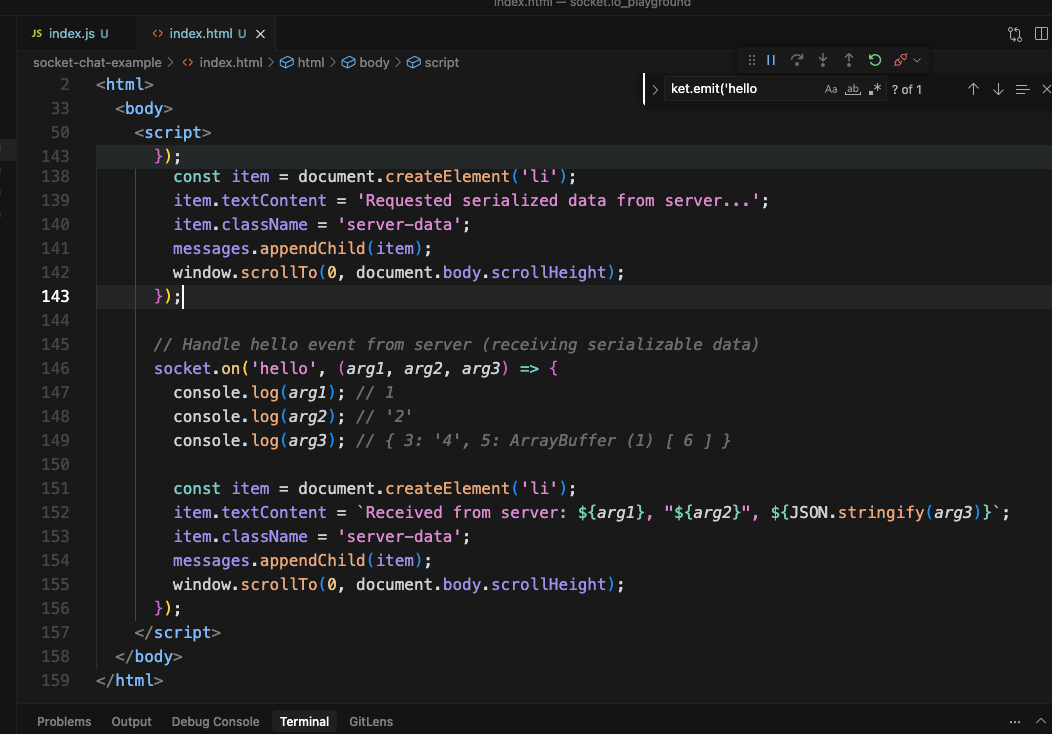 index.html — socket.io_playground
JS index.js U
<> index.html U
socket-chat-example > <> index.html > html > body > script
ket.emit('hello
Aa ab .* ? of 1
2 <html>
33 <body>
50 <script>
143 });
138 const item = document.createElement('li');
139 item.textContent = 'Requested serialized data from server...';
140 item.className = 'server-data';
141 messages.appendChild(item);
142 window.scrollTo(0, document.body.scrollHeight);
143 });
144
145 // Handle hello event from server (receiving serializable data)
146 socket.on('hello', (arg1, arg2, arg3) => {
147 console.log(arg1); // 1
148 console.log(arg2); // '2'
149 console.log(arg3); // { 3: '4', 5: ArrayBuffer (1) [ 6 ] }
150
151 const item = document.createElement('li');
152 item.textContent = `Received from server: ${arg1}, "${arg2}", ${JSON.stringify(arg3)}`;
153 item.className = 'server-data';
154 messages.appendChild(item);
155 window.scrollTo(0, document.body.scrollHeight);
156 });
157 </script>
158 </body>
159 </html>
Problems Output Debug Console Terminal GitLens